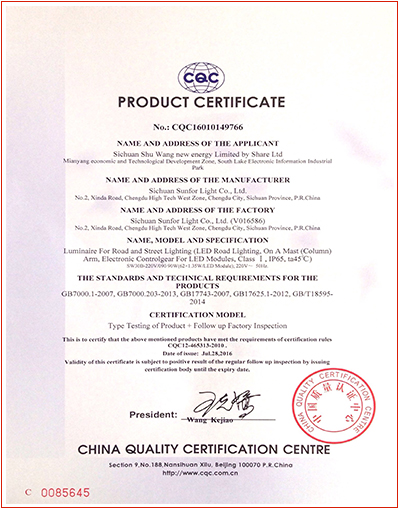 CQC
PRODUCT CERTIFICATE
No.: CQC16010149766
NAME AND ADDRESS OF THE APPLICANT
Sichuan Shu Wang new energy Limited by Share Ltd
Mianyang economic and Technological Development Zone, South Lake Electronic Information Industrial
Park
NAME AND ADDRESS OF THE MANUFACTURER
Sichuan Sunfor Light Co., Ltd.
No.2, Xinda Road, Chengdu High Tech West Zone, Chengdu City, Sichuan Province, P.R.China
NAME AND ADDRESS OF THE FACTORY
Sichuan Sunfor Light Co., Ltd. (V016586)
No.2, Xinda Road, Chengdu High Tech West Zone, Chengdu City, Sichuan Province, P.R.China
NAME, MODEL AND SPECIFICATION
Luminaire For Road and Street Lighting (LED Road Lighting, On A Mast (Column)
Arm, Electronic Controlgear For LED Modules, Class Ⅰ, IP65, ta45℃)
THE STANDARDS AND TECHNICAL REQUIREMENTS FOR THE
PRODUCTS
GB7000.1-2007, GB7000.203-2013, GB17743-2007, GB17625.1-2012, GB/T18595-
2014
CERTIFICATION MODEL
Type Testing of Product + Follow up Factory Inspection
This is to certify that the above mentioned products have met the requirements of certification rules
CQC12-465315-2010 .
Date of issue: Jul,28,2016
Validity of this certificate is subject to positive result of the regular follow up inspection by issuing
certification body until the expiry date.
President:
Wang Kejiao
CHINA QUALITY CERTIFICATION CENTRE
中国质量认证中心
CHINA QUALITY CERTIFICATION CENTRE
Section 9,No.188,Nansihuan Xilu, Beijing 100070 P.R.China
http://www.cqc.com.cn
C 0085645